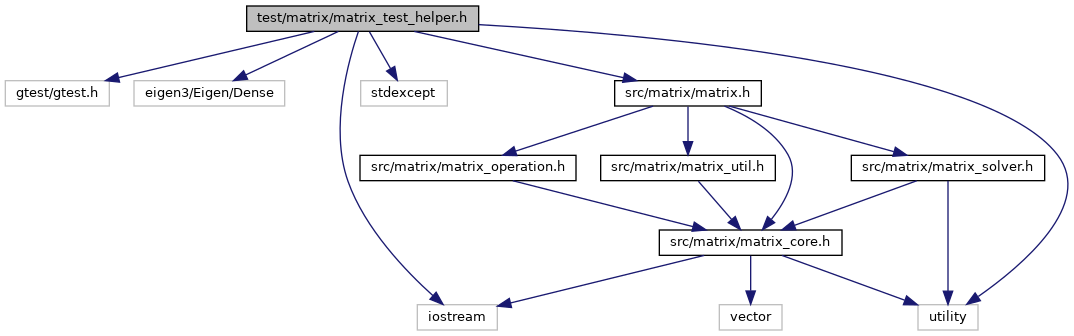 test/matrix/matrix_test_helper.h
gtest/gtest.h
eigen3/Eigen/Dense
stdexcept
src/matrix/matrix.h
src/matrix/matrix_operation.h
src/matrix/matrix_util.h
src/matrix/matrix_solver.h
src/matrix/matrix_core.h
iostream
vector
utility